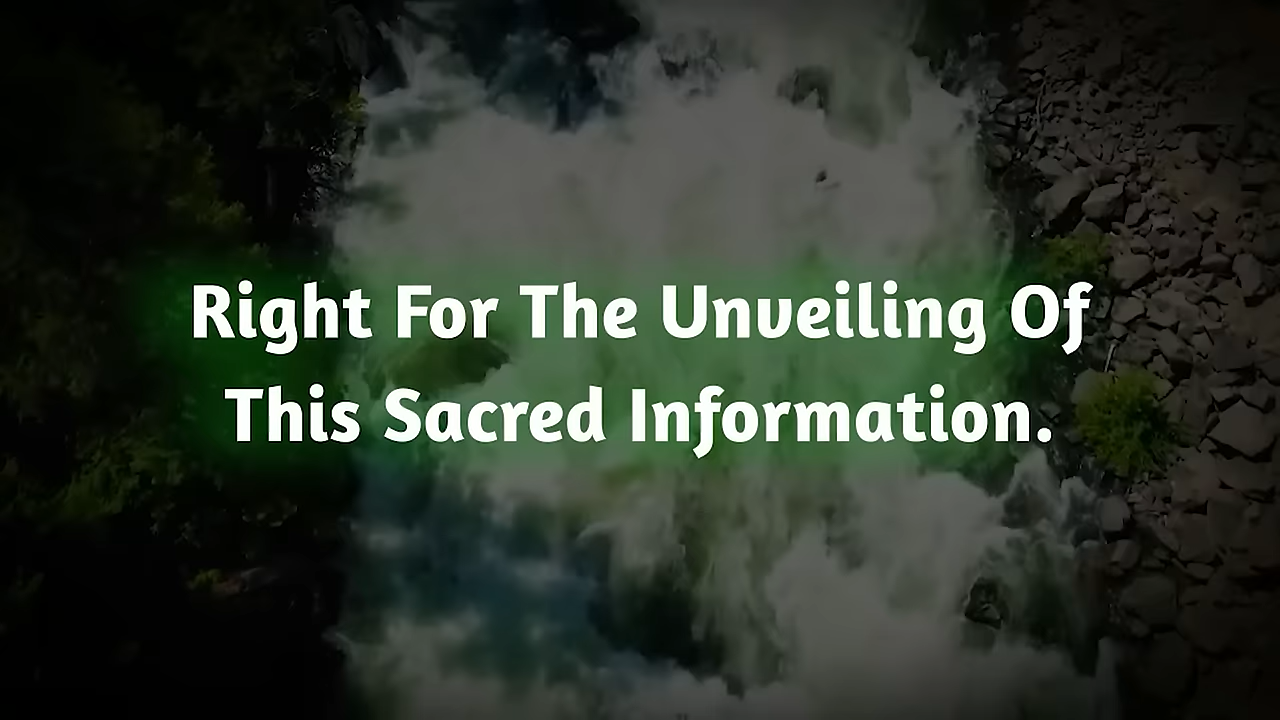 Right For The Unveiling Of
This Sacred Information.